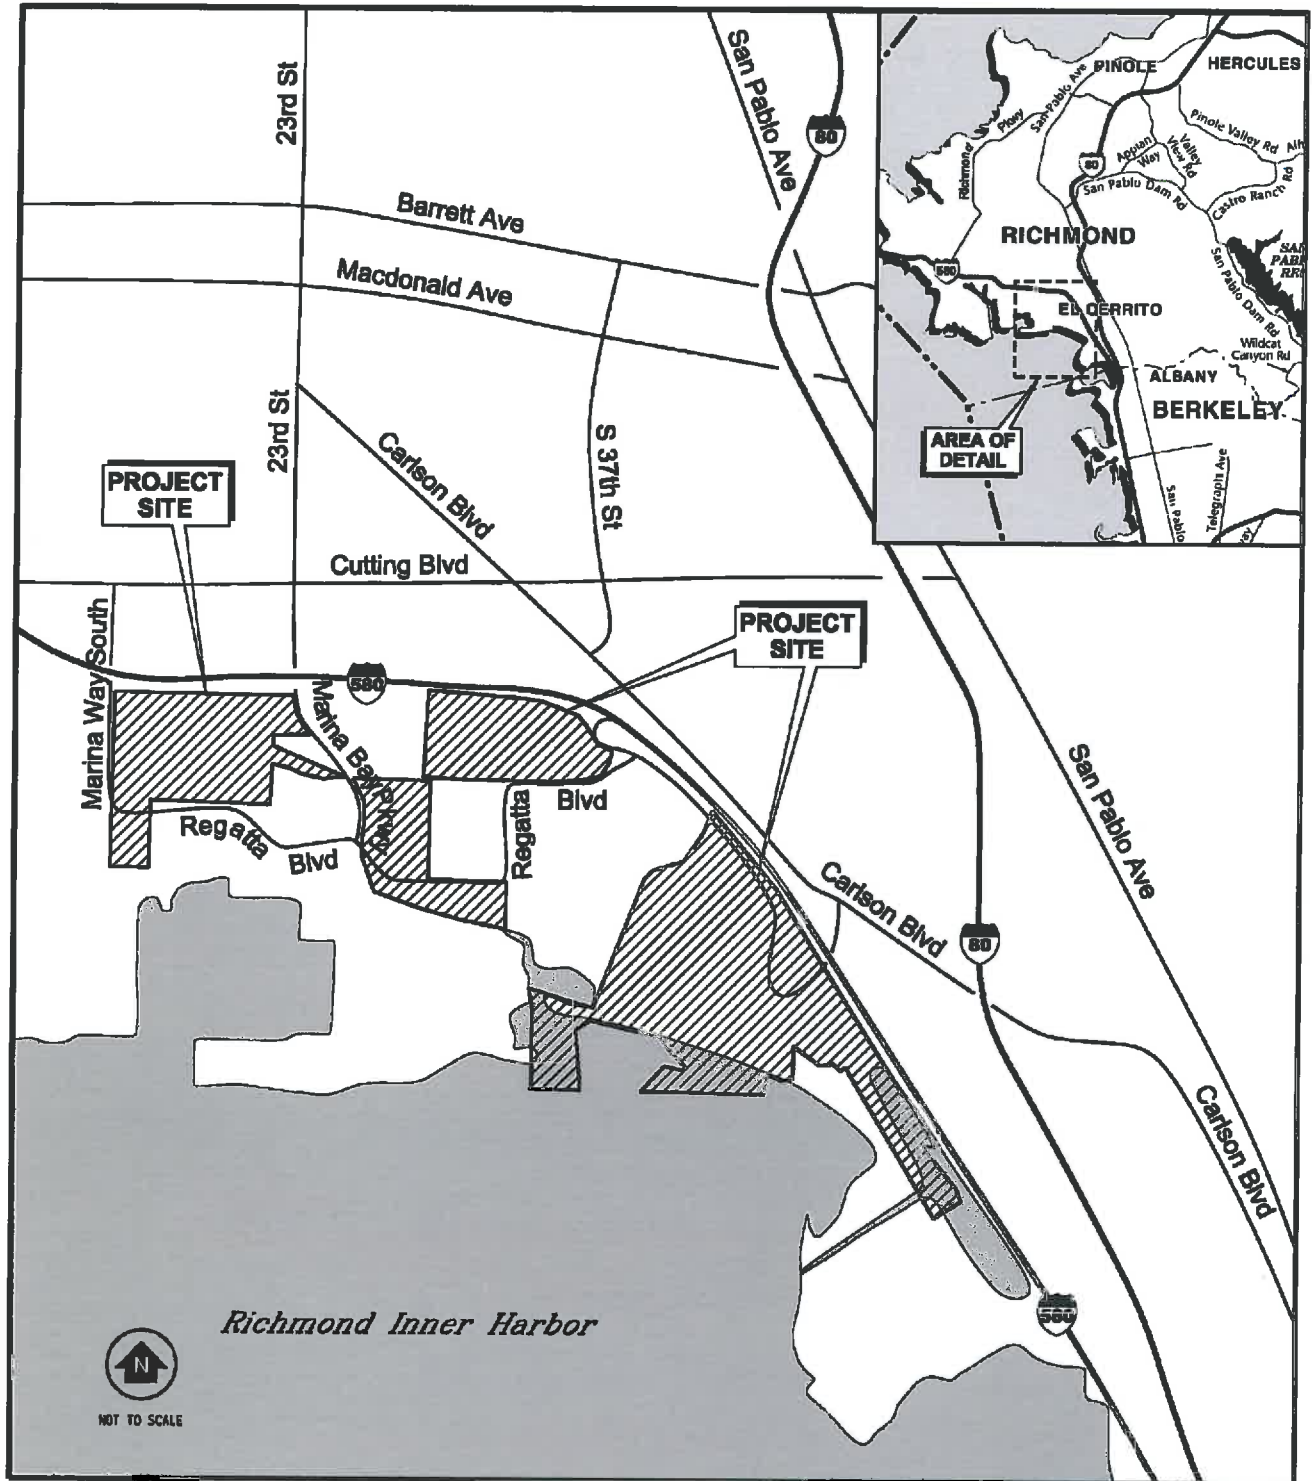 23rd St
San Pablo Ave
80
Barrett Ave
Macdonald Ave
23rd St
Carlson Blvd
S 37th St
PROJECT
SITE
Cutting Blvd
PROJECT
SITE
Marina Way South
580
Marina Bay Pkwy
Regatta
Blvd
Regatta
Blvd
San Pablo Ave
Carlson Blvd
80
Carlson Blvd
580
Richmond Inner Harbor
N
NOT TO SCALE
PINOLE
HERCULES
San Pablo Ave
Richmond
Pkwy
Pinole Valley Rd
Appian
Way
Valley
View Rd
Alh
80
San Pablo Dam Rd
Castro Ranch Rd
RICHMOND
580
San Pablo Dam Rd
EL CERRITO
Wildcat
Canyon Rd
ALBANY
BERKELEY
AREA OF
DETAIL
San Pablo
Telegraph Ave
way